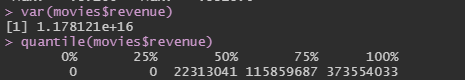 > var(movies$revenue)
[1] 1.178121e+16
> quantile(movies$revenue)
0% 25% 50% 75% 100%
0 0 22313041 115859687 373554033